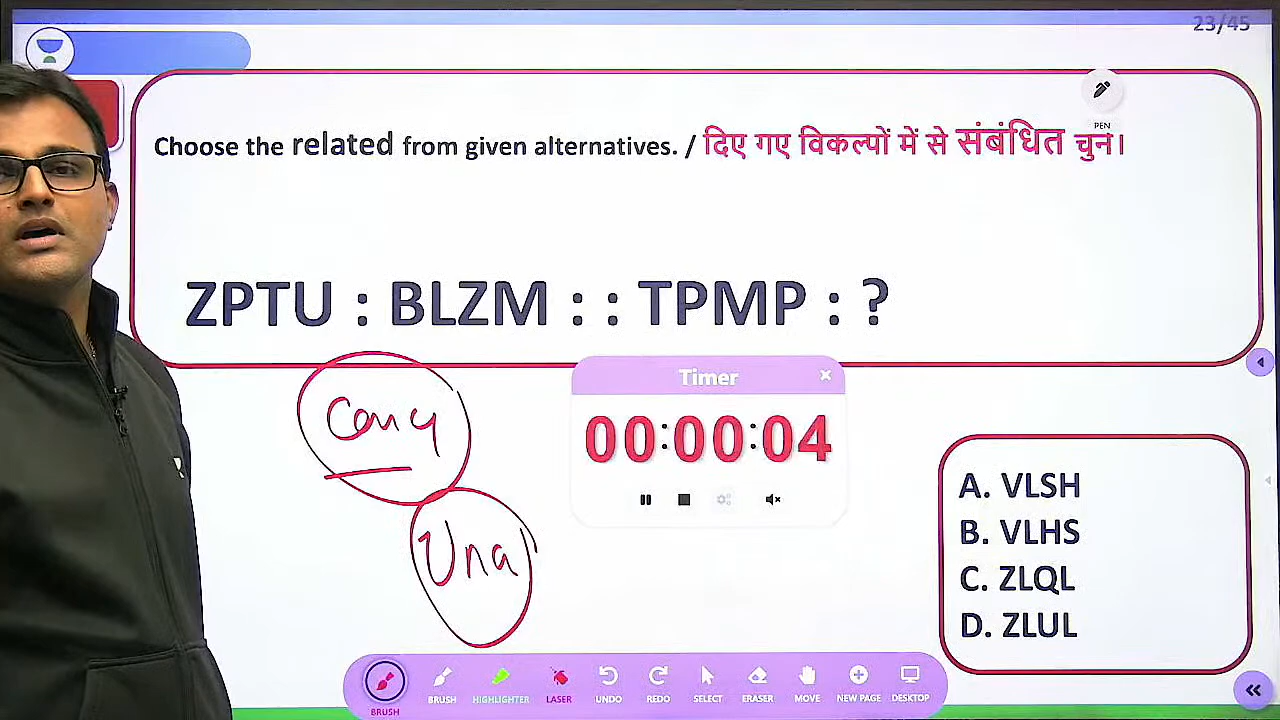 23/45
Choose the related from given alternatives. / दिए गए विकल्पों में से संबंधित चुनें।
PEN
ZPTU : BLZM : : TPMP : ?
Timer
00:00:04
Una
A. VLSH
B. VLHS
C. ZLQL
D. ZLUL
BRUSH BRUSH HIGHLIGHTER LASER UNDO REDO SELECT ERASER MOVE NEW PAGE DESKTOP